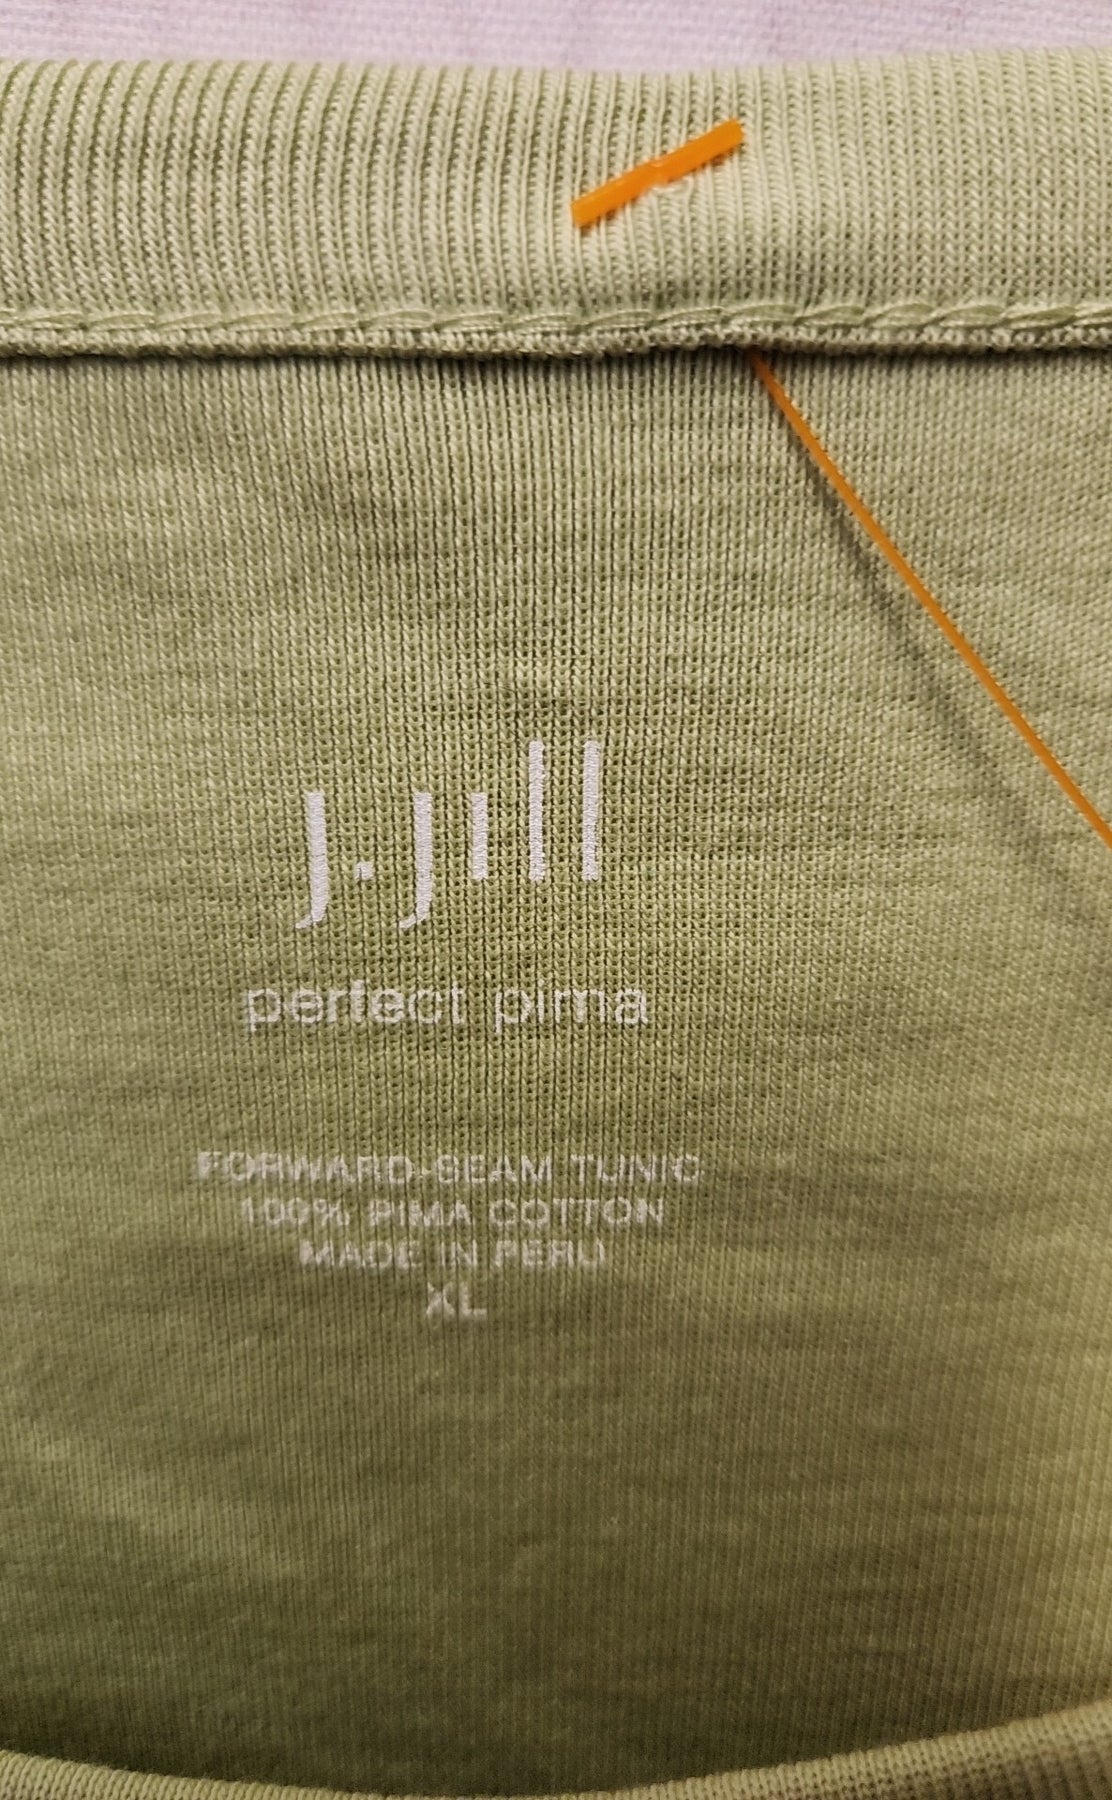 J.Jill
perfect pima
FORWARD-SEAM TUNIC
100% PIMA COTTON
MADE IN PERU
XL